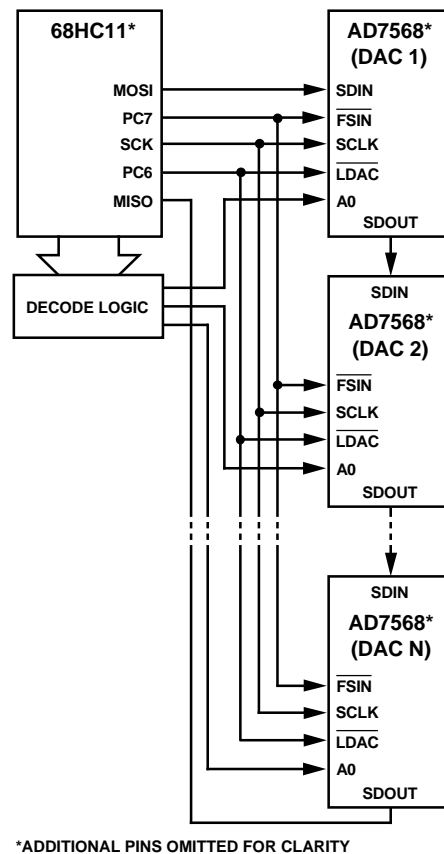 68HC11*
MOSI
PC7
SCK
PC6
MISO
DECODE LOGIC
AD7568*
(DAC 1)
SDIN
FSIN
SCLK
LDAC
A0
SDOUT
SDIN
AD7568*
(DAC 2)
FSIN
SCLK
LDAC
A0
SDOUT
SDIN
AD7568*
(DAC N)
FSIN
SCLK
LDAC
A0
SDOUT
*ADDITIONAL PINS OMITTED FOR CLARITY